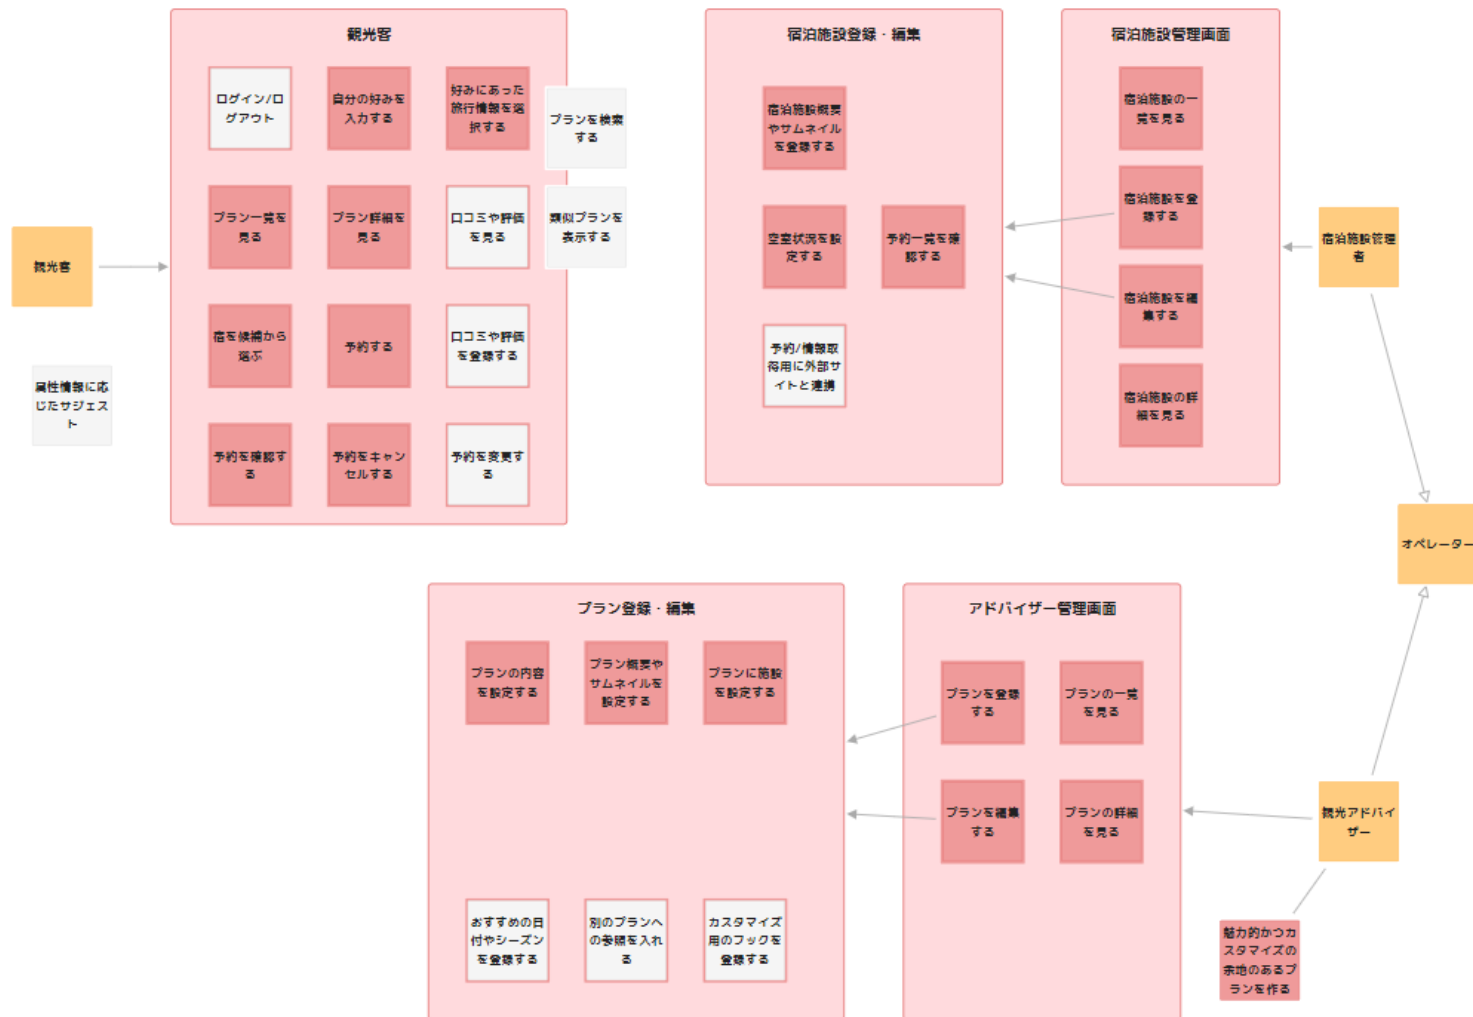 観光客
ログイン/ロ
グアウト
自分の好みを
入力する
好みにあった
旅行情報を選
択する
プランを検索
する
プラン一覧を
見る
プラン詳細を
見る
口コミや評価
を見る
類似プランを
表示する
観光客
宿を候補から
選ぶ
予約する
口コミや評価
を登録する
属性情報に応
じたサジェス
ト
予約を確認す
る
予約をキャン
セルする
予約を変更す
る
宿泊施設登録・編集
宿泊施設概要
やサムネイル
を登録する
空室状況を設
定する
予約一覧を確
認する
予約/情報取
得用に外部サ
イトと連携
宿泊施設管理画面
宿泊施設の一
覧を見る
宿泊施設を登
録する
宿泊施設を編
集する
宿泊施設の詳
細を見る
宿泊施設管理
者
オペレーター
プラン登録・編集
プランの内容
を設定する
プラン概要や
サムネイルを
設定する
プランに施設
を設定する
おすすめの日
付やシーズン
を登録する
別のプランへ
の参照を入れ
る
カスタマイズ
用のフックを
登録する
アドバイザー管理画面
プランを登録
する
プランの一覧
を見る
プランを編集
する
プランの詳細
を見る
観光アドバイ
ザー
魅力的かつカ
スタマイズの
余地のあるプ
ランを作る